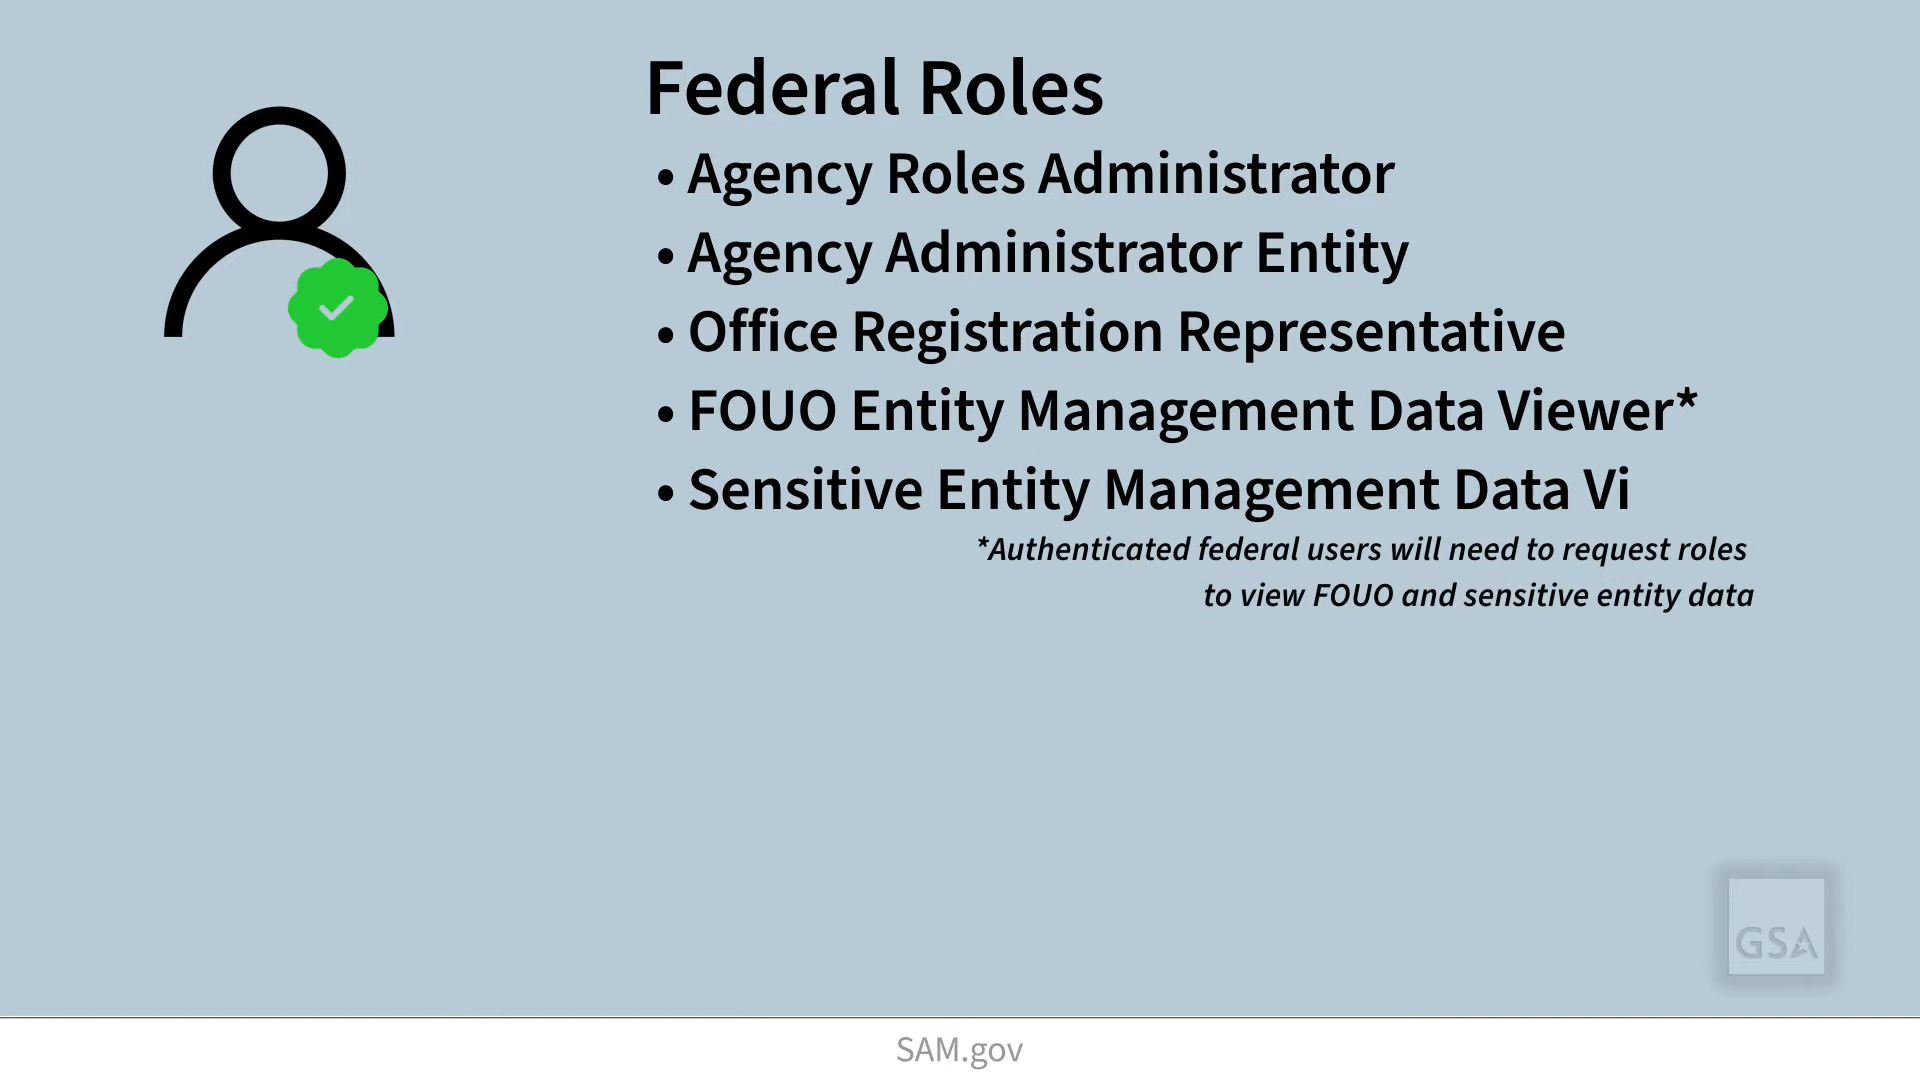 Federal Roles
• Agency Roles Administrator
• Agency Administrator Entity
• Office Registration Representative
• FOUO Entity Management Data Viewer*
• Sensitive Entity Management Data Vi
*Authenticated federal users will need to request roles
to view FOUO and sensitive entity data
GSA
SAM.gov